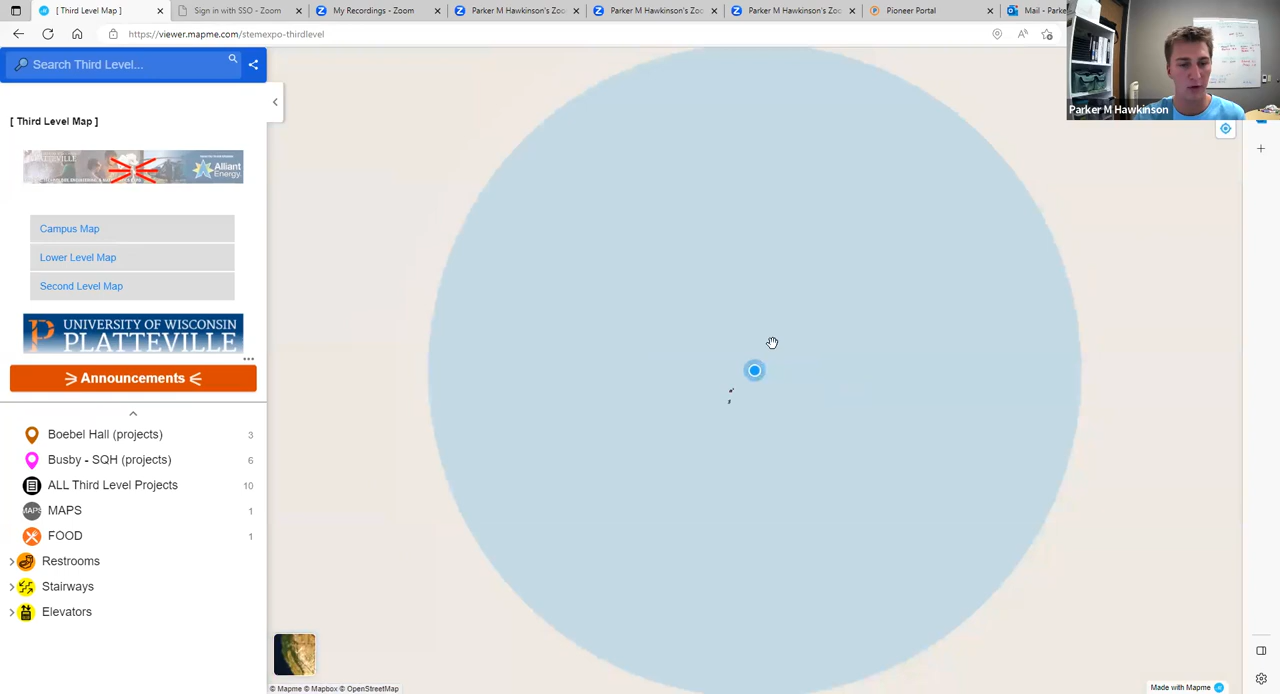 [ Third Level Map ]
Sign in with SSO - Zoom
My Recordings - Zoom
Parker M Hawkinson's Zoo
Parker M Hawkinson's Zoo
Parker M Hawkinson's Zoo
Pioneer Portal
Mail - Parke
https://viewer.mapme.com/stemexpo-thirdlevel
Parker M Hawkinson
Search Third Level...
[ Third Level Map ]
PLATTEVILLE
Alliant
Energy.
Campus Map
Lower Level Map
Second Level Map
UNIVERSITY OF WISCONSIN
PLATTEVILLE
Announcements
Boebel Hall (projects) 3
Busby - SQH (projects) 6
ALL Third Level Projects 10
MAPS MAPS 1
FOOD 1
Restrooms
Stairways
Elevators
© Mapme © Mapbox © OpenStreetMap
Made with Mapme